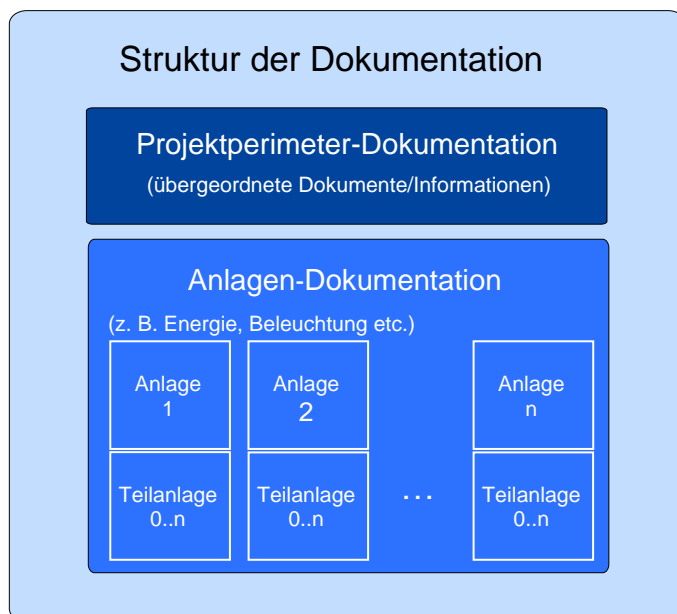 Struktur der Dokumentation
Projektperimeter-Dokumentation
(übergeordnete Dokumente/Informationen)
Anlagen-Dokumentation
(z. B. Energie, Beleuchtung etc.)
Anlage
1
Anlage
2
Anlage
n
Teilanlage
0..n
Teilanlage
0..n
...
Teilanlage
0..n